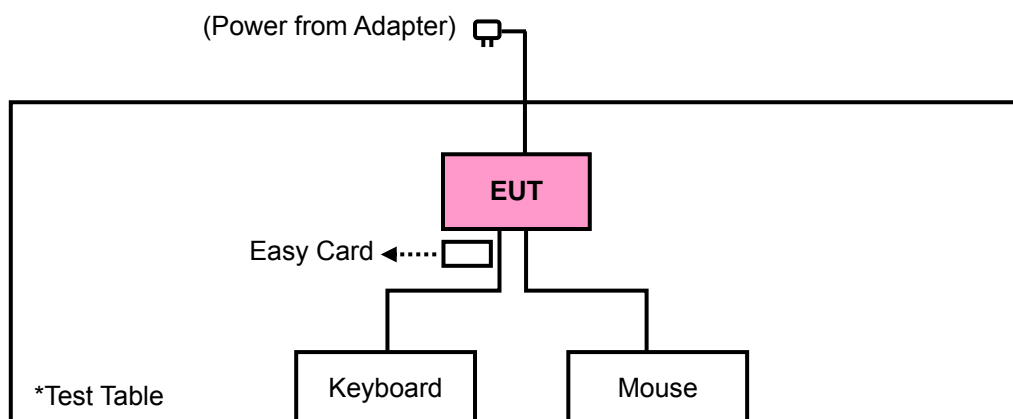 (Power from Adapter)
EUT
Easy Card
Keyboard
Mouse
*Test Table